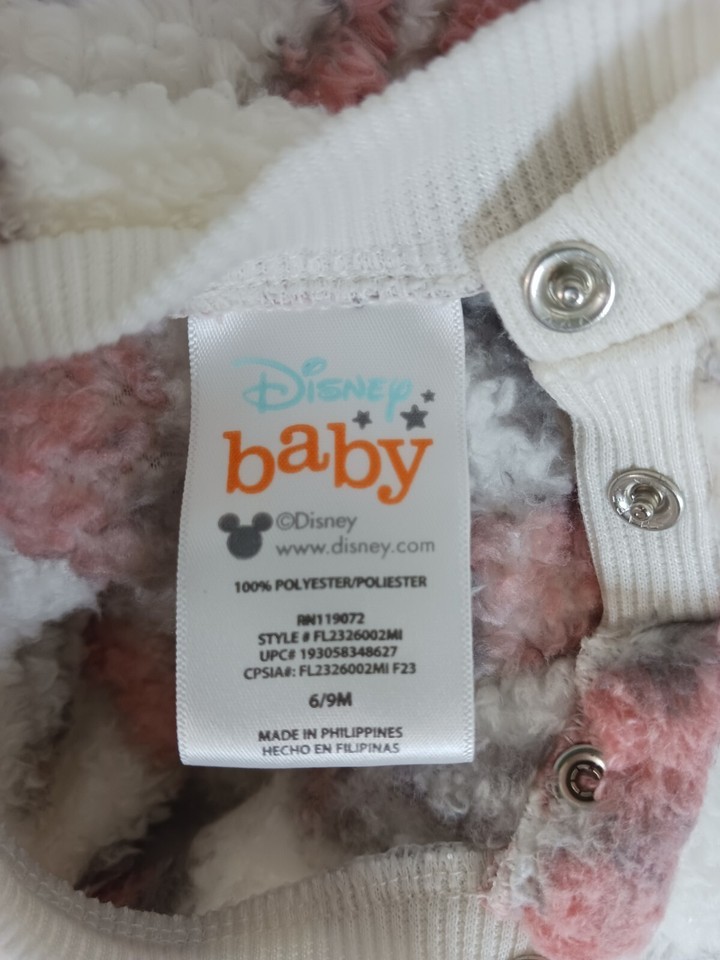 Disney
baby
©Disney
www.disney.com
100% POLYESTER/POLIESTER
RN119072
STYLE # FL2326002MI
UPC# 193058348627
CPSIA#: FL2326002MI F23
6/9M
MADE IN PHILIPPINES
HECHO EN FILIPINAS